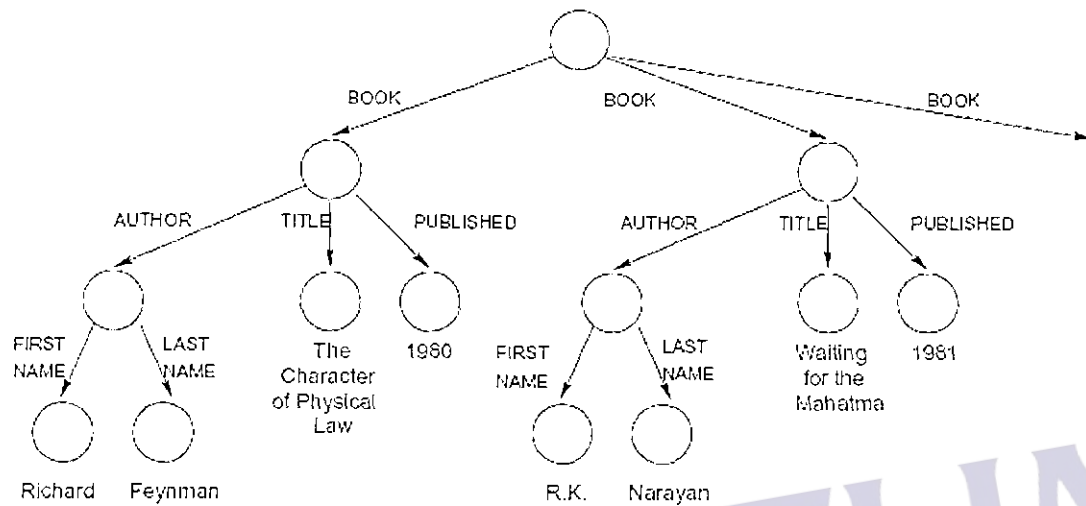 BOOK
BOOK
BOOK
AUTHOR
TITLE
PUBLISHED
AUTHOR
TITLE
PUBLISHED
FIRST
NAME
LAST
NAME
The
Character
of Physical
Law
1980
FIRST
NAME
LAST
NAME
Waiting
for the
Mahatma
1981
Richard
Feynman
R.K.
Narayan